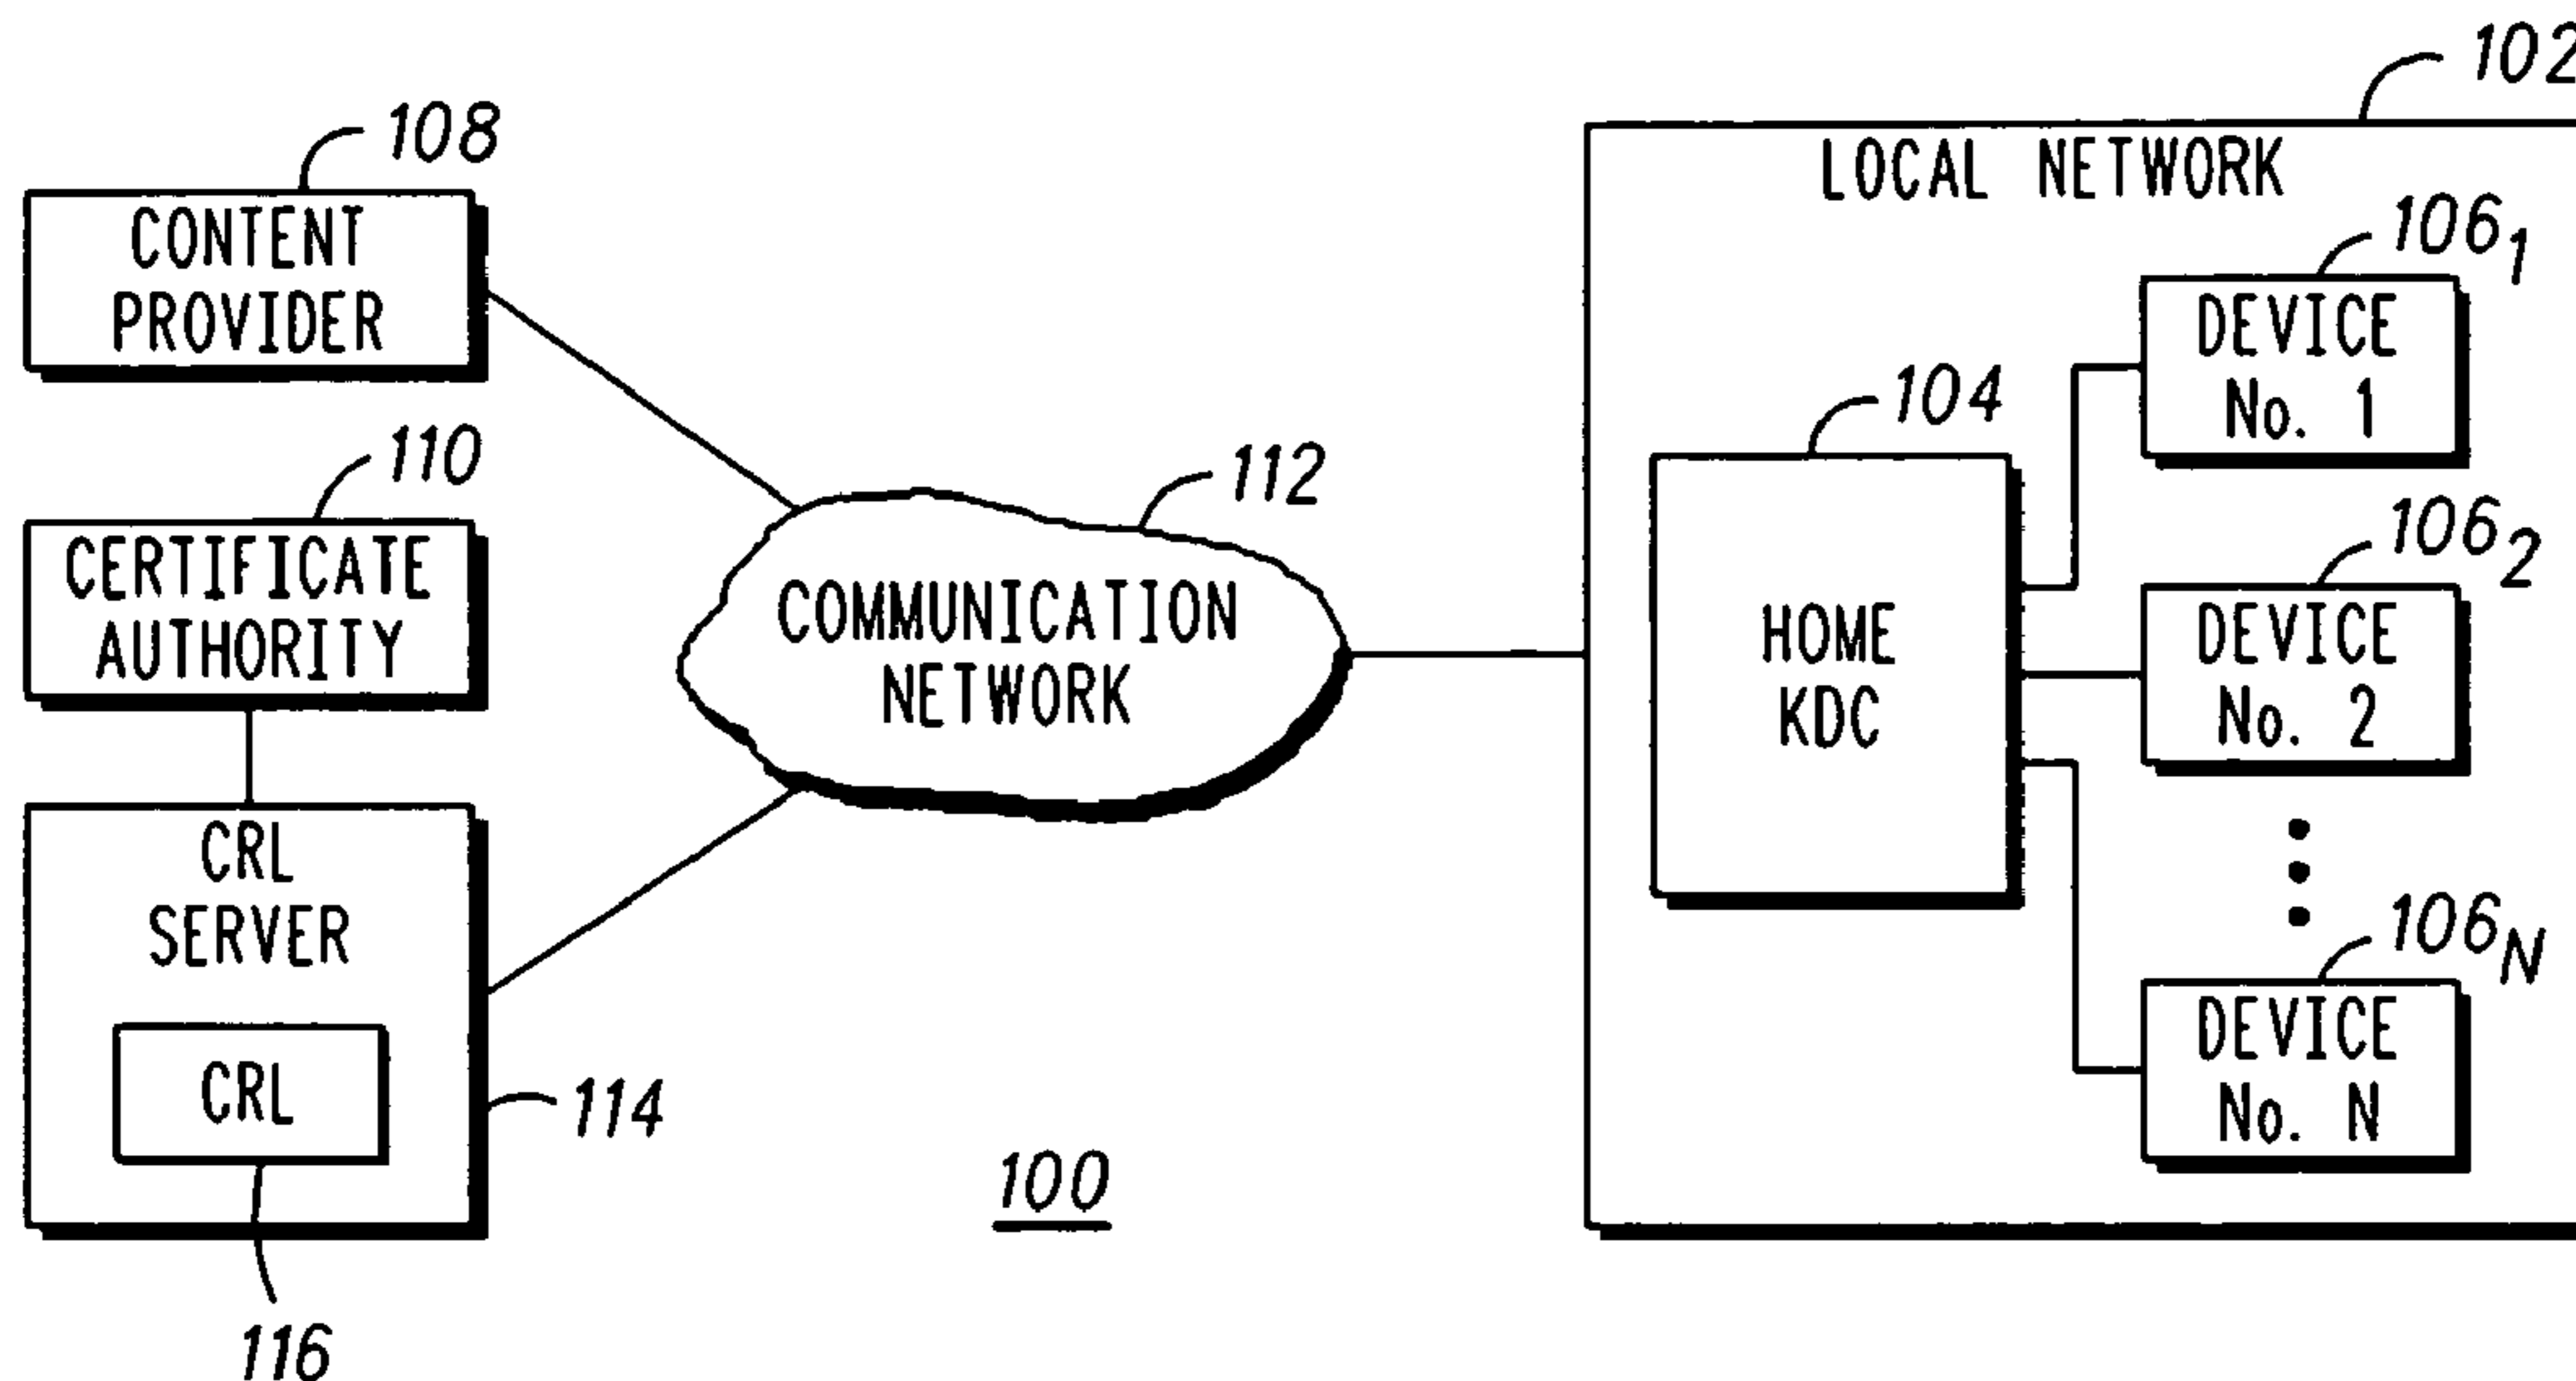 108
CONTENT
PROVIDER
110
CERTIFICATE
AUTHORITY
CRL
SERVER
CRL
114
116
112
COMMUNICATION
NETWORK
100
102
LOCAL NETWORK
104
HOME
KDC
106₁
DEVICE
No. 1
106₂
DEVICE
No. 2
106N
DEVICE
No. N